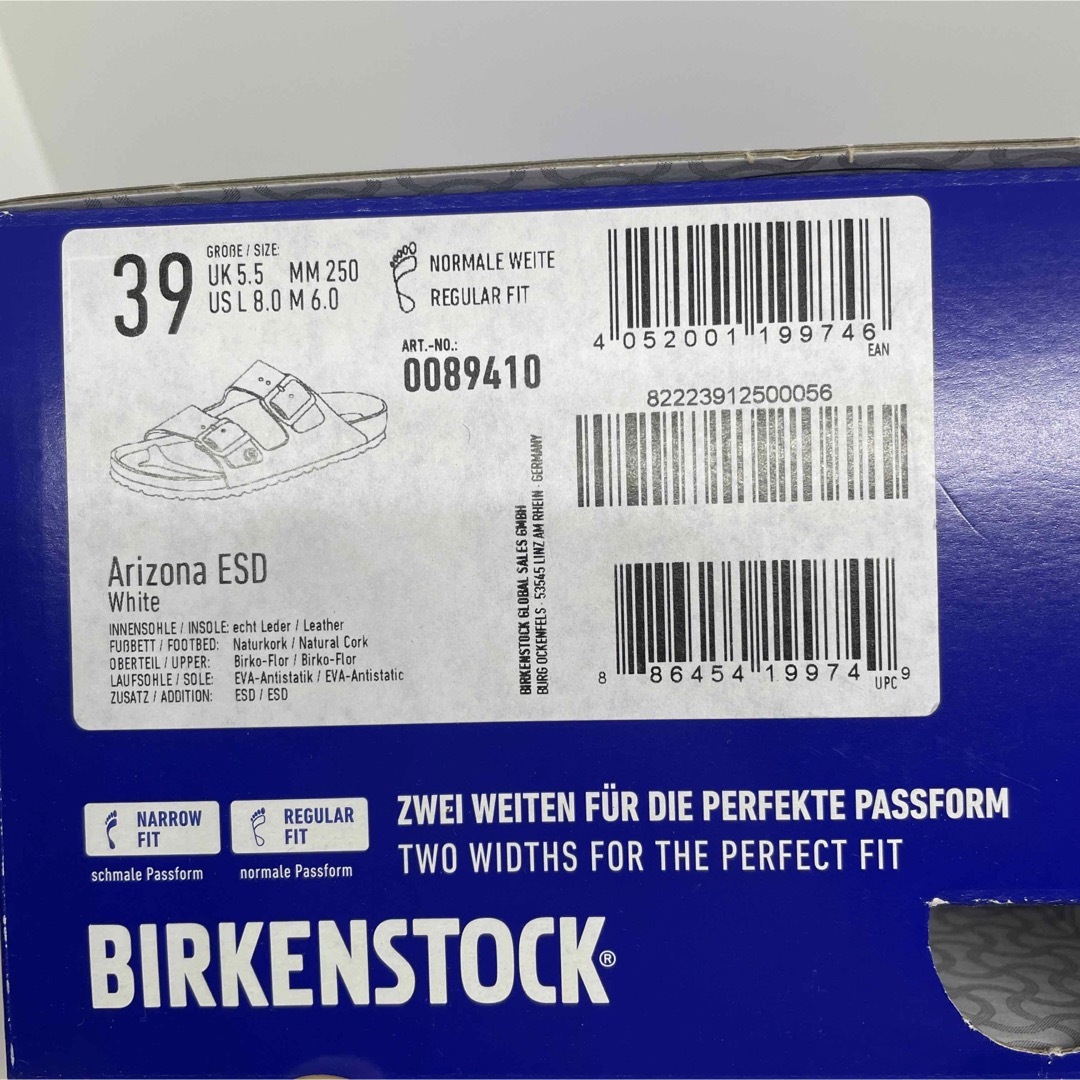 39
GRÖßE / SIZE:
UK 5.5 MM 250
US L 8.0 M 6.0
NORMALE WEITE
REGULAR FIT
ART.-NO.:
0089410
4 052001 199746
EAN
82223912500056
Arizona ESD
White
INNENSOHLE / INSOLE: echt Leder / Leather
FUßBETT / FOOTBED: Naturkork / Natural Cork
OBERTEIL / UPPER: Birko-Flor / Birko-Flor
LAUFSOHLE / SOLE: EVA-Antistatik / EVA-Antistatic
ZUSATZ / ADDITION: ESD / ESD
BIRKENSTOCK GLOBAL SALES GMBH
BURG OCKENFELS · 53545 LINZ AM RHEIN · GERMANY
8 86454 19974 9
UPC
NARROW
FIT
schmale Passform
REGULAR
FIT
normale Passform
ZWEI WEITEN FÜR DIE PERFEKTE PASSFORM
TWO WIDTHS FOR THE PERFECT FIT
BIRKENSTOCK®